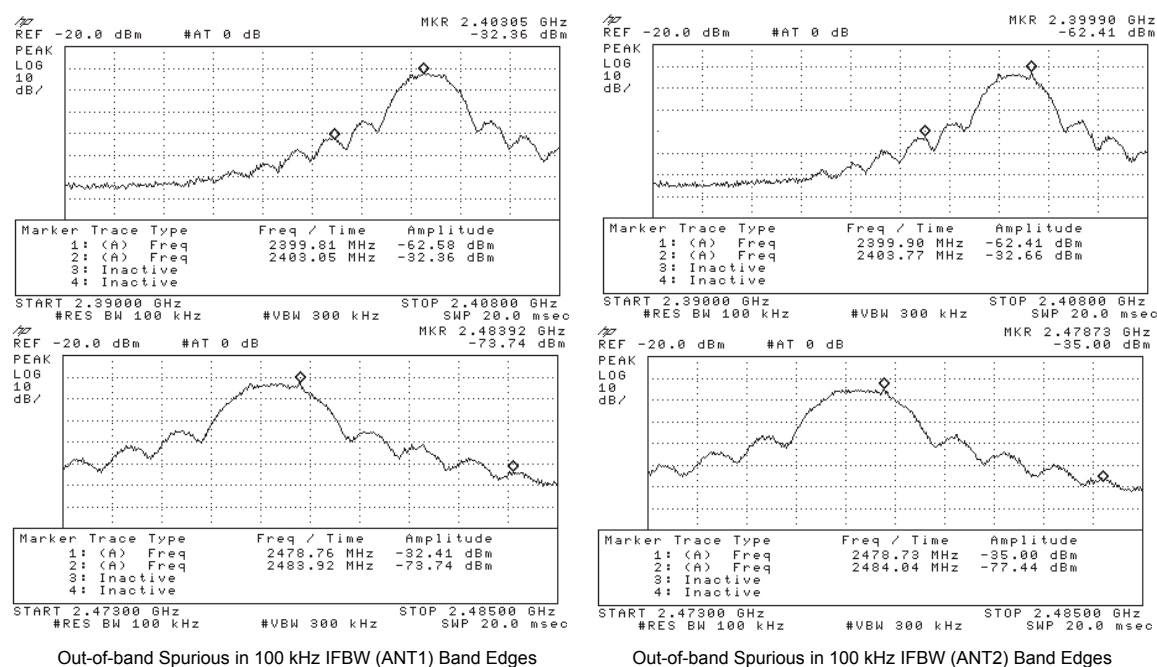 hp MKR 2.40305 GHz
REF -20.0 dBm #AT 0 dB -32.36 dBm
PEAK
LOG
10
dB/
Marker Trace Type Freq / Time Amplitude
1: (A) Freq 2399.81 MHz -62.58 dBm
2: (A) Freq 2403.05 MHz -32.36 dBm
3: Inactive
4: Inactive
START 2.39000 GHz STOP 2.40800 GHz
#RES BW 100 kHz #VBW 300 kHz SWP 20.0 msec
hp MKR 2.48392 GHz
REF -20.0 dBm #AT 0 dB -73.74 dBm
PEAK
LOG
10
dB/
Marker Trace Type Freq / Time Amplitude
1: (A) Freq 2478.76 MHz -32.41 dBm
2: (A) Freq 2483.92 MHz -73.74 dBm
3: Inactive
4: Inactive
START 2.47300 GHz STOP 2.48500 GHz
#RES BW 100 kHz #VBW 300 kHz SWP 20.0 msec
Out-of-band Spurious in 100 kHz IFBW (ANT1) Band Edges
hp MKR 2.39990 GHz
REF -20.0 dBm #AT 0 dB -62.41 dBm
PEAK
LOG
10
dB/
Marker Trace Type Freq / Time Amplitude
1: (A) Freq 2399.90 MHz -62.41 dBm
2: (A) Freq 2403.77 MHz -32.66 dBm
3: Inactive
4: Inactive
START 2.39000 GHz STOP 2.40800 GHz
#RES BW 100 kHz #VBW 300 kHz SWP 20.0 msec
hp MKR 2.47873 GHz
REF -20.0 dBm #AT 0 dB -35.00 dBm
PEAK
LOG
10
dB/
Marker Trace Type Freq / Time Amplitude
1: (A) Freq 2478.73 MHz -35.00 dBm
2: (A) Freq 2484.04 MHz -77.44 dBm
3: Inactive
4: Inactive
START 2.47300 GHz STOP 2.48500 GHz
#RES BW 100 kHz #VBW 300 kHz SWP 20.0 msec
Out-of-band Spurious in 100 kHz IFBW (ANT2) Band Edges